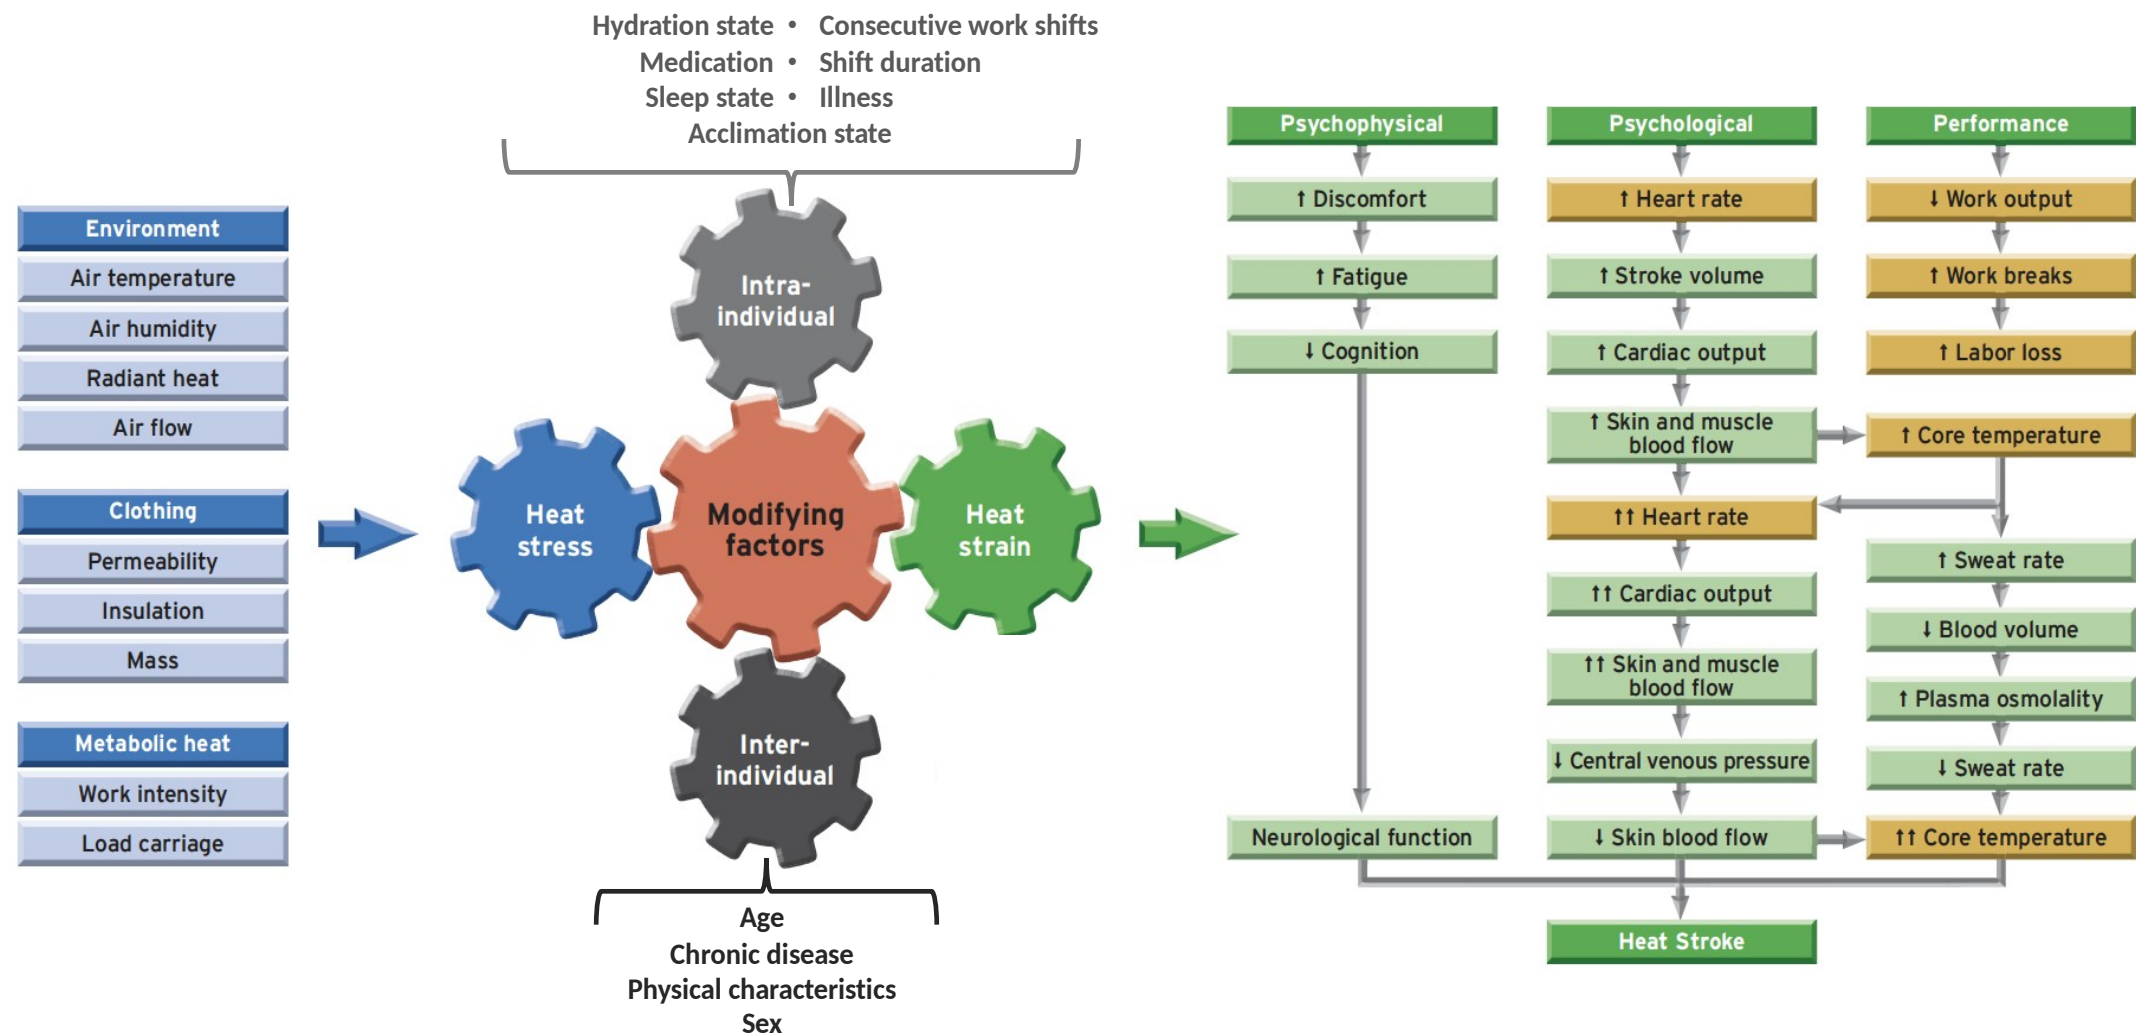 Hydration state • Consecutive work shifts
Medication • Shift duration
Sleep state • Illness
Acclimation state
Environment
Air temperature
Air humidity
Radiant heat
Air flow
Clothing
Permeability
Insulation
Mass
Metabolic heat
Work intensity
Load carriage
Intra-
individual
Heat
stress
Modifying
factors
Heat
strain
Inter-
individual
Age
Chronic disease
Physical characteristics
Sex
Psychophysical
↑ Discomfort
↑ Fatigue
↓ Cognition
Neurological function
Psychological
↑ Heart rate
↑ Stroke volume
↑ Cardiac output
↑ Skin and muscle
blood flow
↑↑ Heart rate
↑↑ Cardiac output
↑↑ Skin and muscle
blood flow
↓ Central venous pressure
↓ Skin blood flow
Performance
↓ Work output
↑ Work breaks
↑ Labor loss
↑ Core temperature
↑ Sweat rate
↓ Blood volume
↑ Plasma osmolality
↓ Sweat rate
↑↑ Core temperature
Heat Stroke